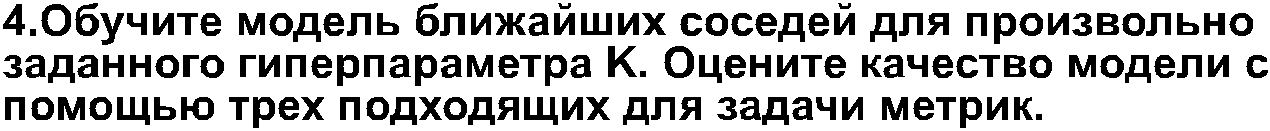 4.Обучите модель ближайших соседей для произвольно
заданного гиперпараметра K. Оцените качество модели с
помощью трех подходящих для задачи метрик.